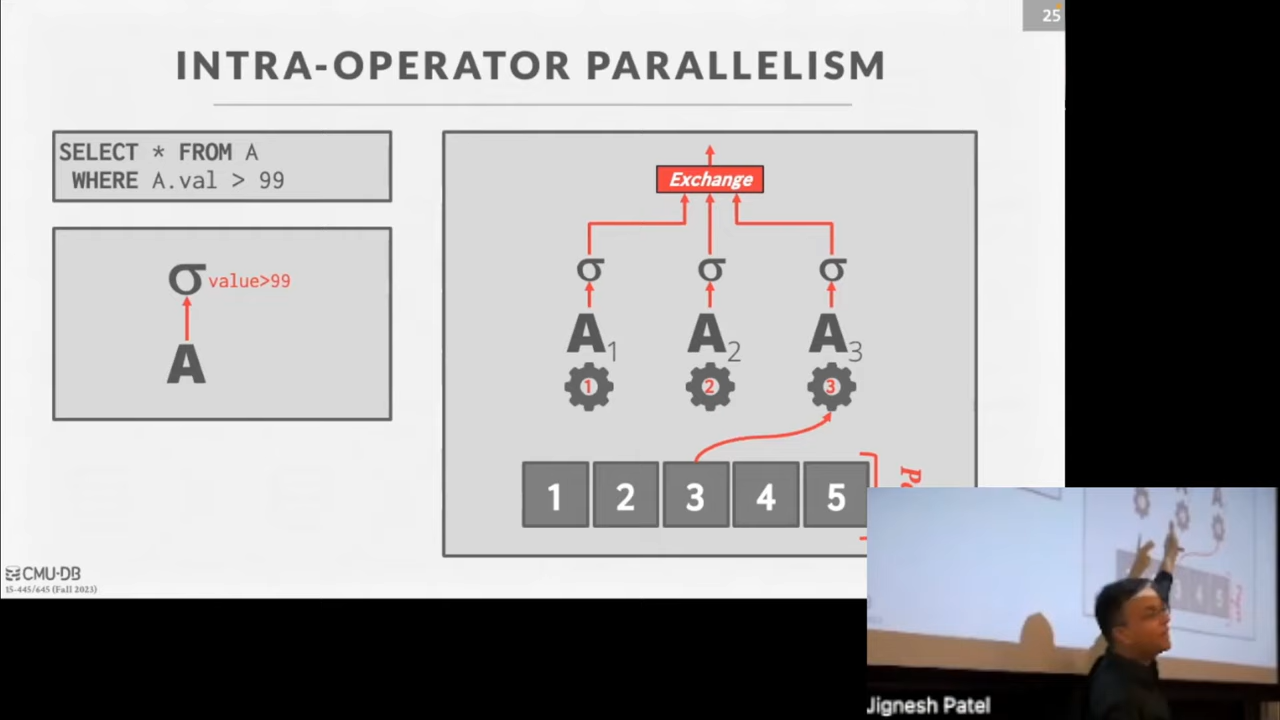 25
INTRA-OPERATOR PARALLELISM
SELECT * FROM A
WHERE A.val > 99
σ value>99
A
Exchange
σ σ σ
A1 A2 A3
1 2 3
1 2 3 4 5
CMU·DB
15-445/645 (Fall 2023)
Jignesh Patel